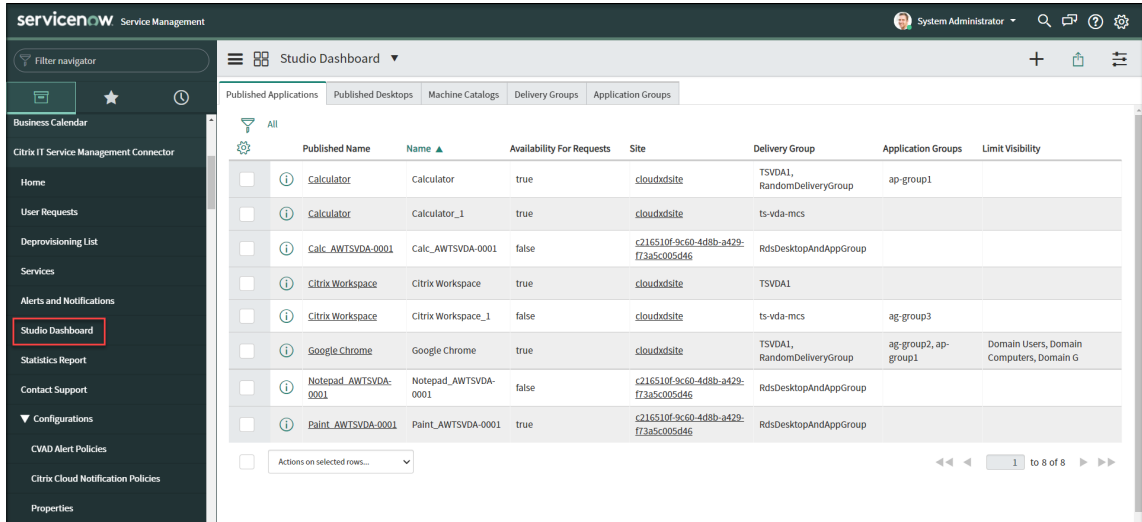 servicenow Service Management
System Administrator
Filter navigator
Studio Dashboard ▼
Published Applications Published Desktops Machine Catalogs Delivery Groups Application Groups
Business Calendar
Citrix IT Service Management Connector
Home
User Requests
Deprovisioning List
Services
Alerts and Notifications
Studio Dashboard
Statistics Report
Contact Support
▼ Configurations
CVAD Alert Policies
Citrix Cloud Notification Policies
Properties
All
Published Name Name ▲ Availability For Requests Site Delivery Group Application Groups Limit Visibility
Calculator Calculator true cloudxdsite TSVDA1, RandomDeliveryGroup ap-group1
Calculator Calculator_1 true cloudxdsite ts-vda-mcs
Calc_AWTSVDA-0001 Calc_AWTSVDA-0001 false c216510f-9c60-4d8b-a429-f73a5c005d46 RdsDesktopAndAppGroup
Citrix Workspace Citrix Workspace true cloudxdsite TSVDA1
Citrix Workspace Citrix Workspace_1 false cloudxdsite ts-vda-mcs ag-group3
Google Chrome Google Chrome true cloudxdsite TSVDA1, RandomDeliveryGroup ag-group2, ap-group1 Domain Users, Domain Computers, Domain G
Notepad_AWTSVDA-0001 Notepad_AWTSVDA-0001 false c216510f-9c60-4d8b-a429-f73a5c005d46 RdsDesktopAndAppGroup
Paint_AWTSVDA-0001 Paint_AWTSVDA-0001 true c216510f-9c60-4d8b-a429-f73a5c005d46 RdsDesktopAndAppGroup
Actions on selected rows...
1 to 8 of 8